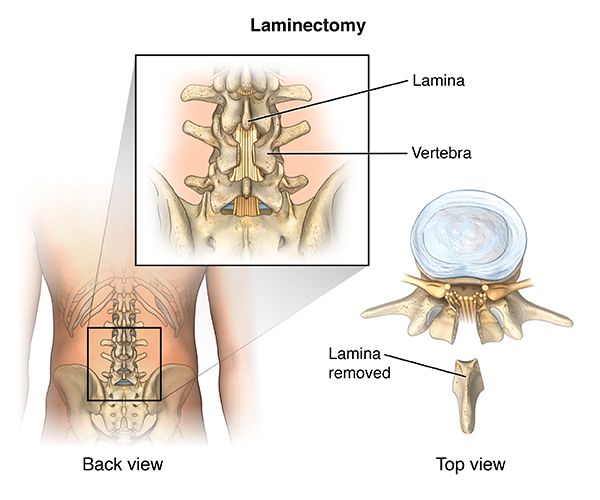 Laminectomy
Lamina
Vertebra
Lamina
removed
Back view
Top view